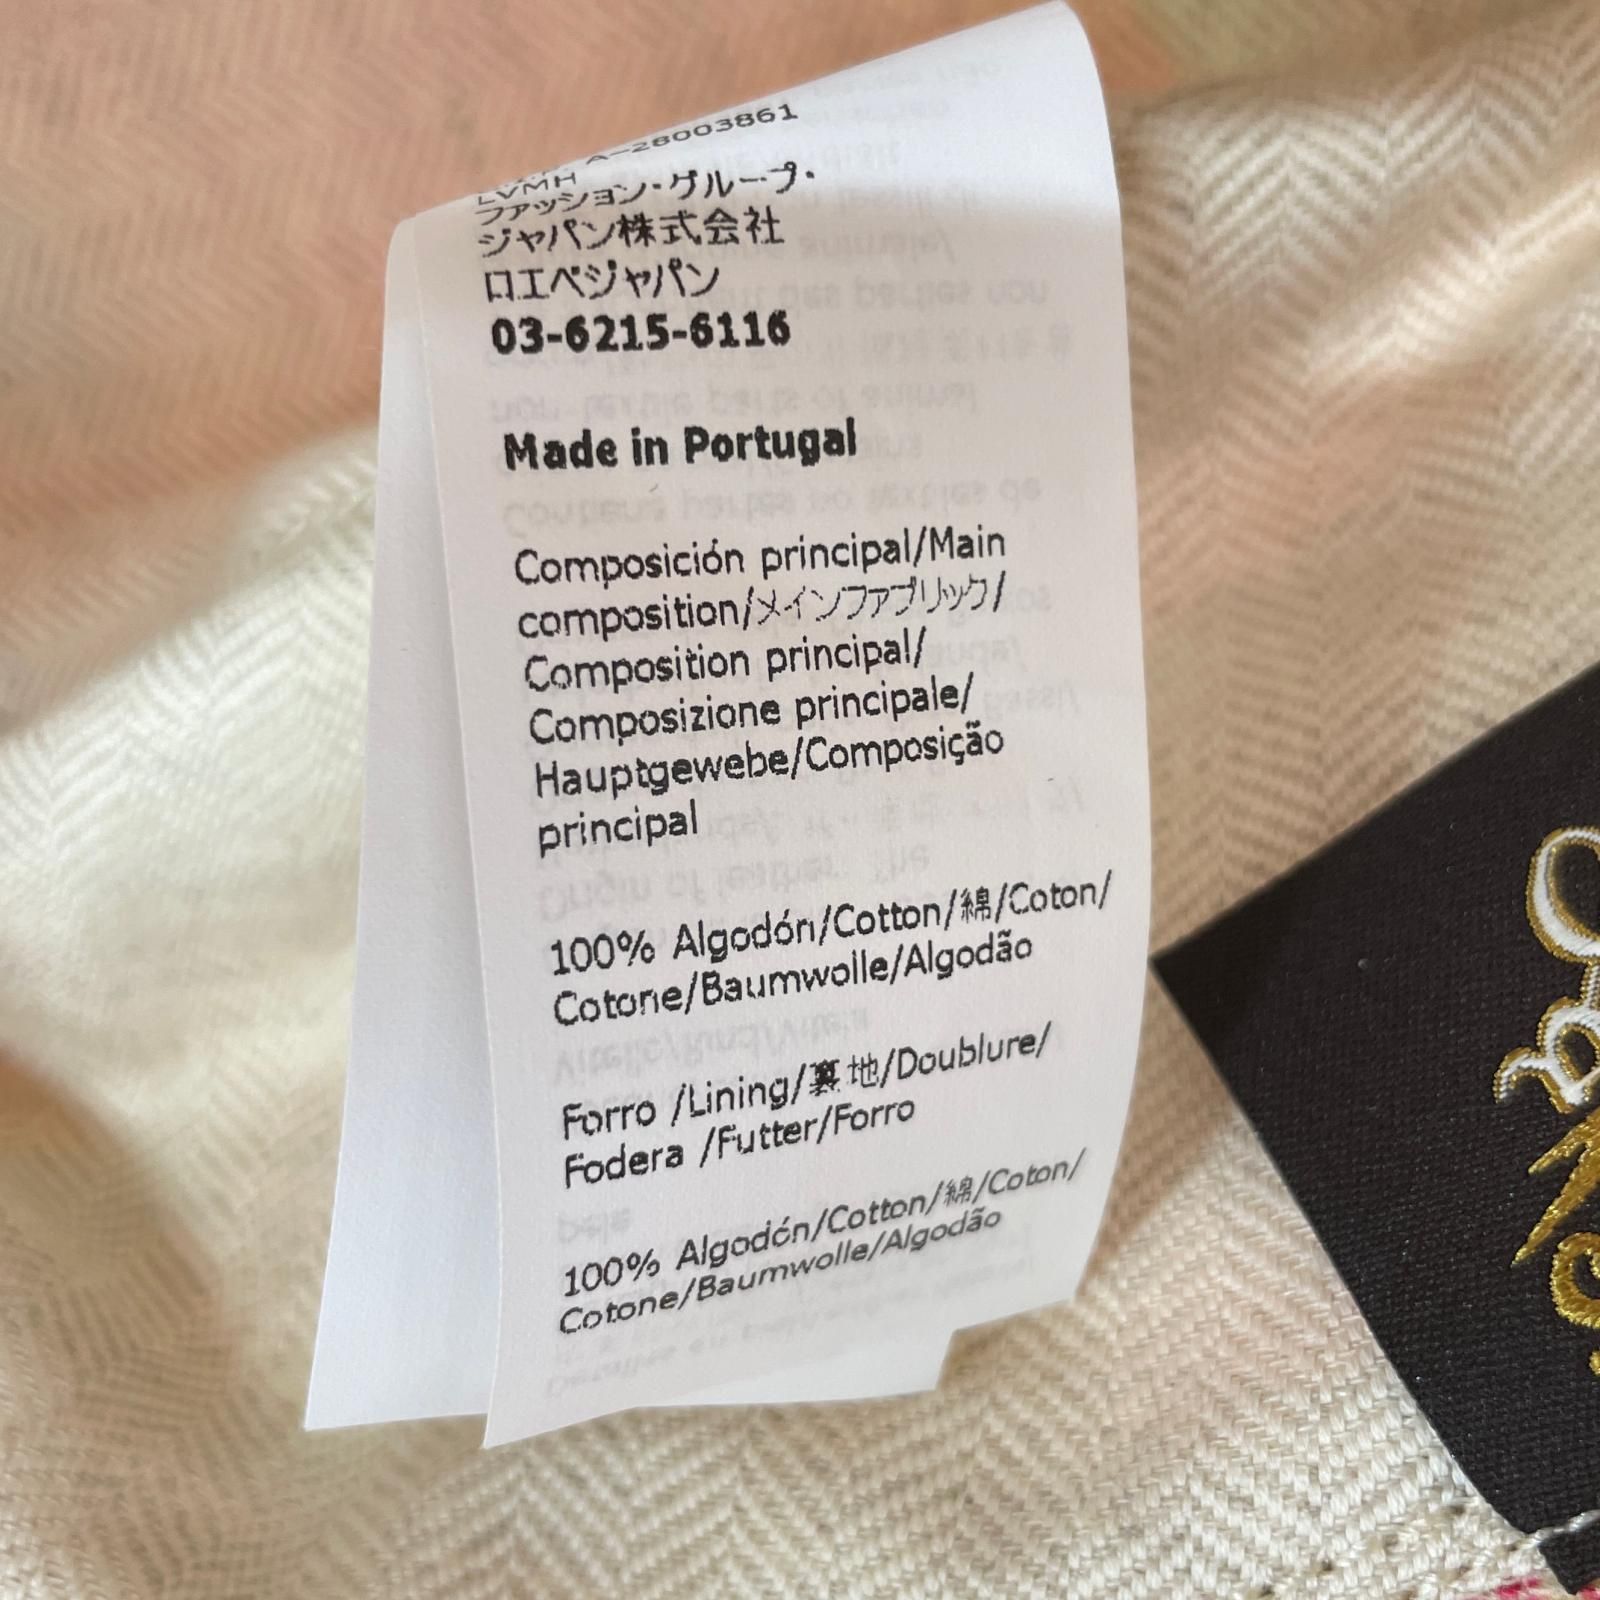 A-28003861
LVMH
ファッション・グループ・
ジャパン株式会社
ロエベジャパン
03-6215-6116
Made in Portugal
Composición principal/Main
composition/メインファブリック/
Composition principal/
Composizione principale/
Hauptgewebe/Composição
principal
100% Algodón/Cotton/綿/Coton/
Cotone/Baumwolle/Algodão
Forro /Lining/裏地/Doublure/
Fodera /Futter/Forro
100% Algodón/Cotton/綿/Coton/
Cotone/Baumwolle/Algodão